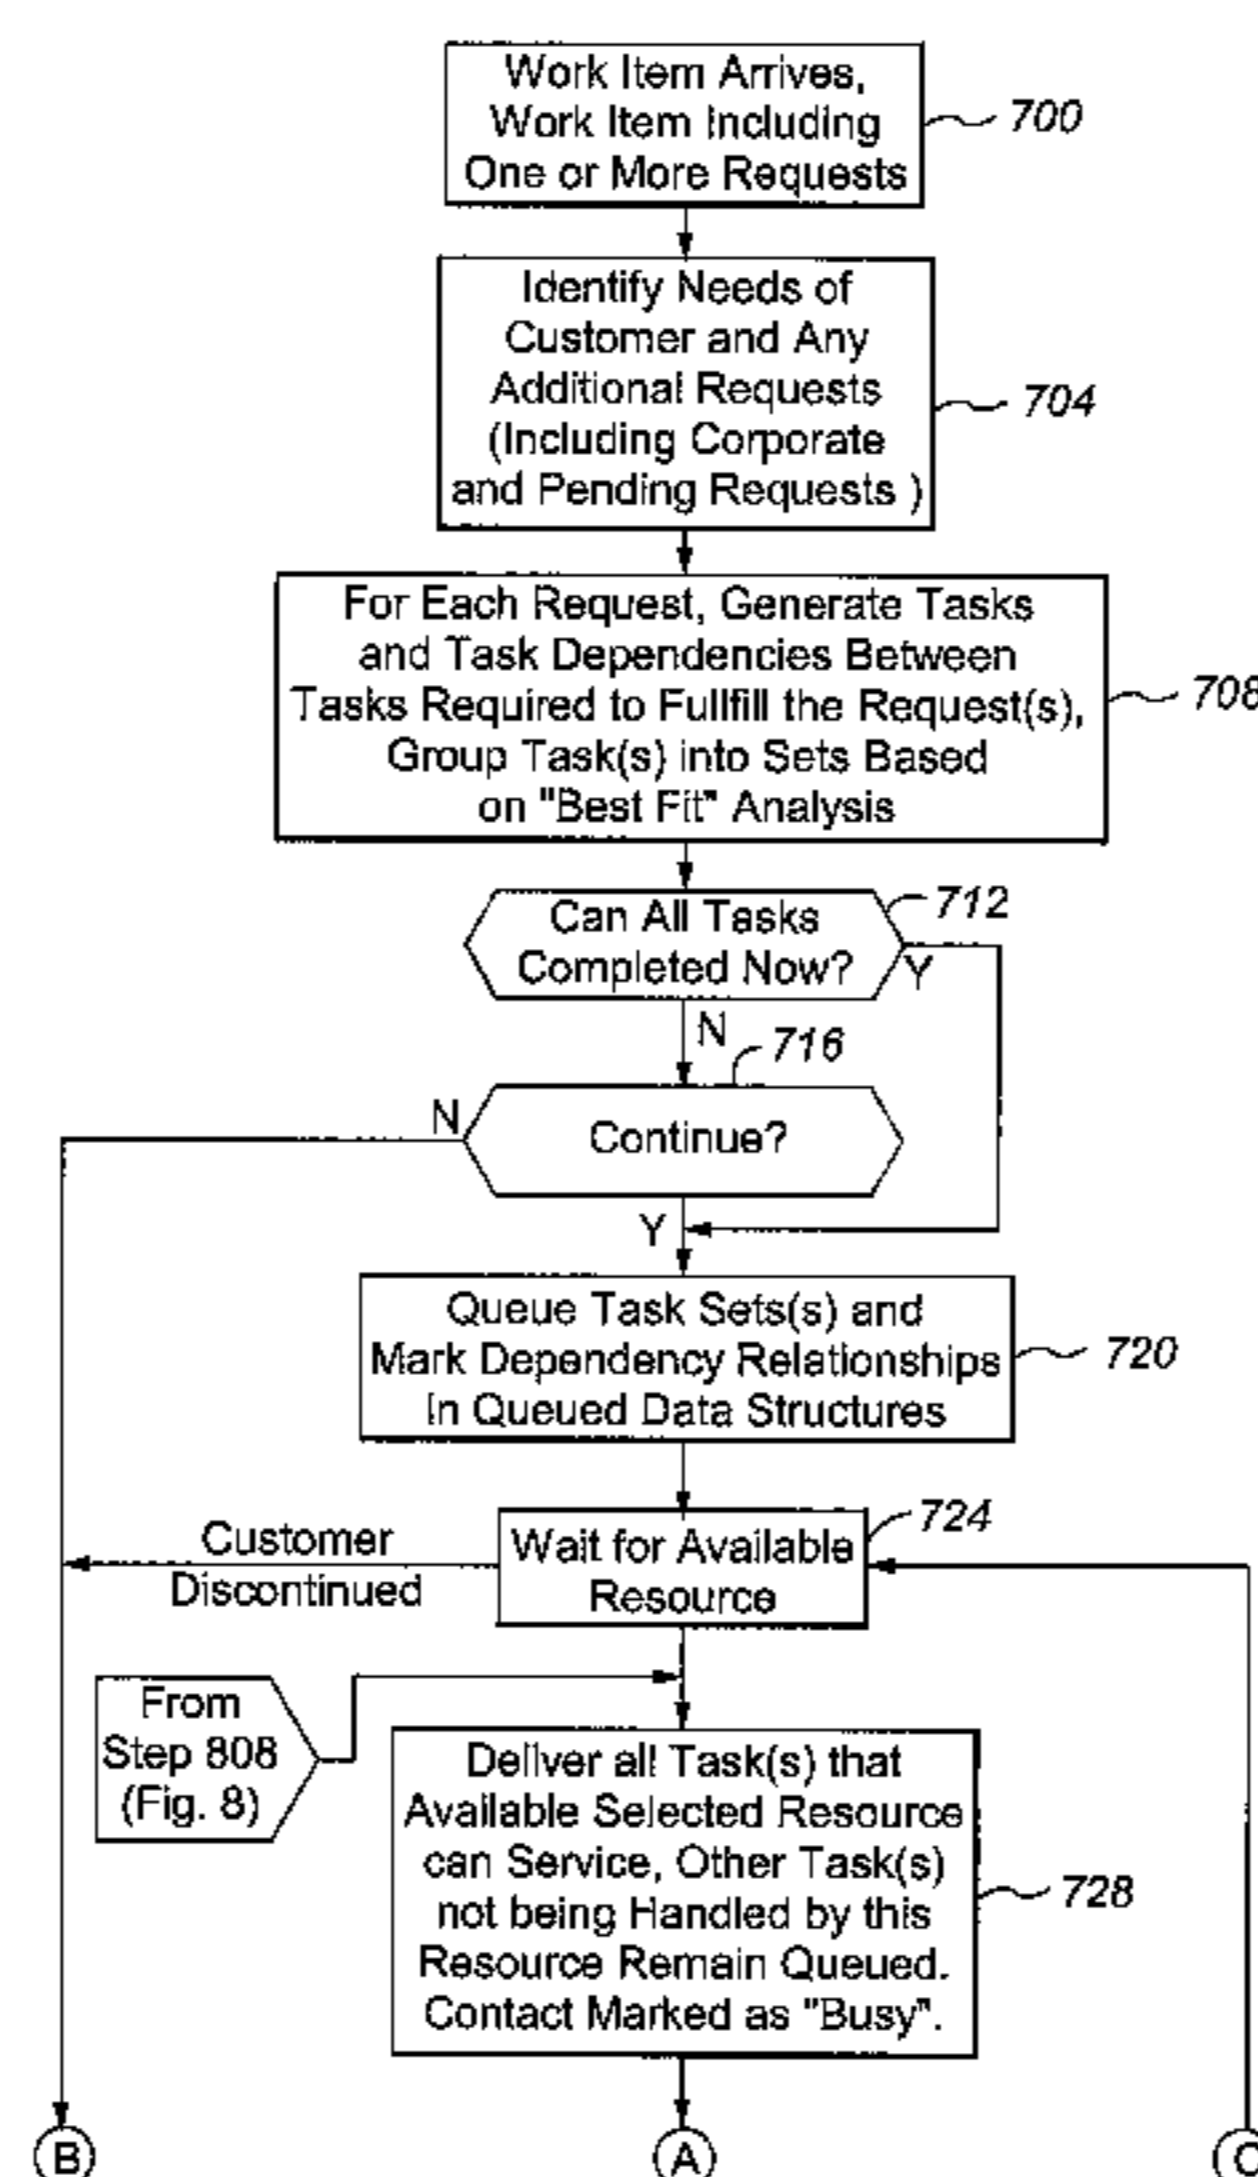 Work Item Arrives,
Work Item Including
One or More Requests
700
Identify Needs of
Customer and Any
Additional Requests
(Including Corporate
and Pending Requests )
704
For Each Request, Generate Tasks
and Task Dependencies Between
Tasks Required to Fullfill the Request(s),
Group Task(s) into Sets Based
on "Best Fit" Analysis
708
Can All Tasks
Completed Now?
712
Y
N
716
Continue?
N
Y
Queue Task Sets(s) and
Mark Dependency Relationships
In Queued Data Structures
720
Wait for Available
Resource
724
Customer
Discontinued
From
Step 808
(Fig. 8)
Deliver all Task(s) that
Available Selected Resource
can Service, Other Task(s)
not being Handled by this
Resource Remain Queued.
Contact Marked as "Busy".
728
B
A